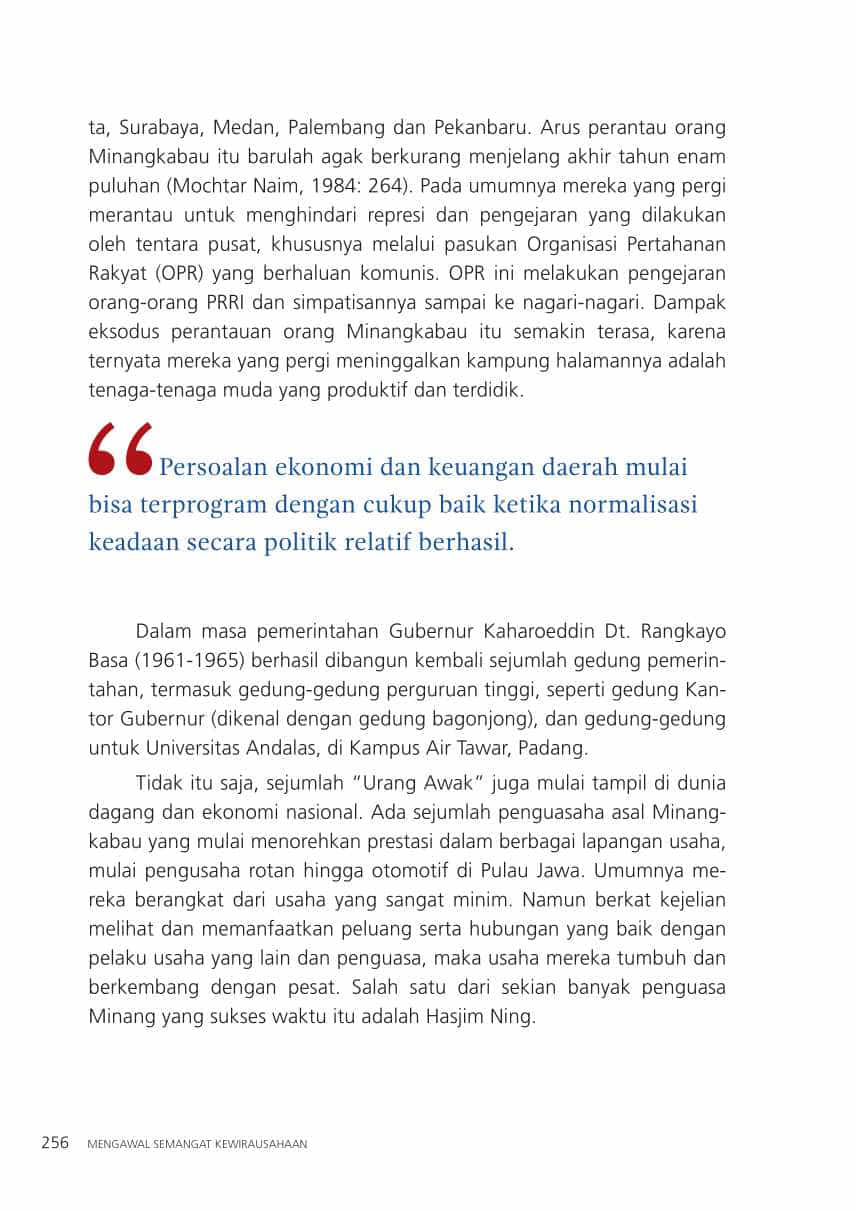 ta, Surabaya, Medan, Palembang dan Pekanbaru. Arus perantau orang
Minangkabau itu barulah agak berkurang menjelang akhir tahun enam
puluhan (Mochtar Naim, 1984: 264). Pada umumnya mereka yang pergi
merantau untuk menghindari represi dan pengejaran yang dilakukan
oleh tentara pusat, khususnya melalui pasukan Organisasi Pertahanan
Rakyat (OPR) yang berhaluan komunis. OPR ini melakukan pengejaran
orang-orang PRRI dan simpatisannya sampai ke nagari-nagari. Dampak
eksodus perantauan orang Minangkabau itu semakin terasa, karena
ternyata mereka yang pergi meninggalkan kampung halamannya adalah
tenaga-tenaga muda yang produktif dan terdidik.
“Persoalan ekonomi dan keuangan daerah mulai
bisa terprogram dengan cukup baik ketika normalisasi
keadaan secara politik relatif berhasil.
Dalam masa pemerintahan Gubernur Kaharoeddin Dt. Rangkayo
Basa (1961-1965) berhasil dibangun kembali sejumlah gedung pemerin-
tahan, termasuk gedung-gedung perguruan tinggi, seperti gedung Kan-
tor Gubernur (dikenal dengan gedung bagonjong), dan gedung-gedung
untuk Universitas Andalas, di Kampus Air Tawar, Padang.
Tidak itu saja, sejumlah “Urang Awak” juga mulai tampil di dunia
dagang dan ekonomi nasional. Ada sejumlah penguasaha asal Minang-
kabau yang mulai menorehkan prestasi dalam berbagai lapangan usaha,
mulai pengusaha rotan hingga otomotif di Pulau Jawa. Umumnya me-
reka berangkat dari usaha yang sangat minim. Namun berkat kejelian
melihat dan memanfaatkan peluang serta hubungan yang baik dengan
pelaku usaha yang lain dan penguasa, maka usaha mereka tumbuh dan
berkembang dengan pesat. Salah satu dari sekian banyak penguasa
Minang yang sukses waktu itu adalah Hasjim Ning.
256 MENGAWAL SEMANGAT KEWIRAUSAHAAN